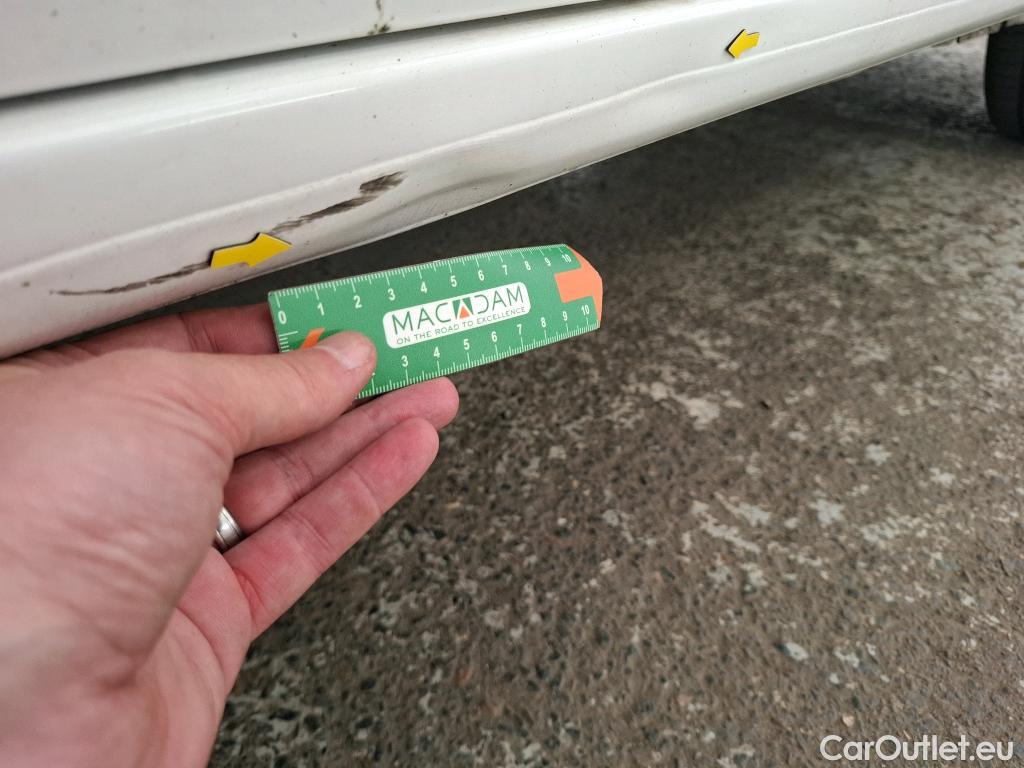 0 1 2 3 4 5 6 7 8 9 10
MACADAM
ON THE ROAD TO EXCELLENCE
3 4 5 6 7 8 9 10
CarOutlet.eu